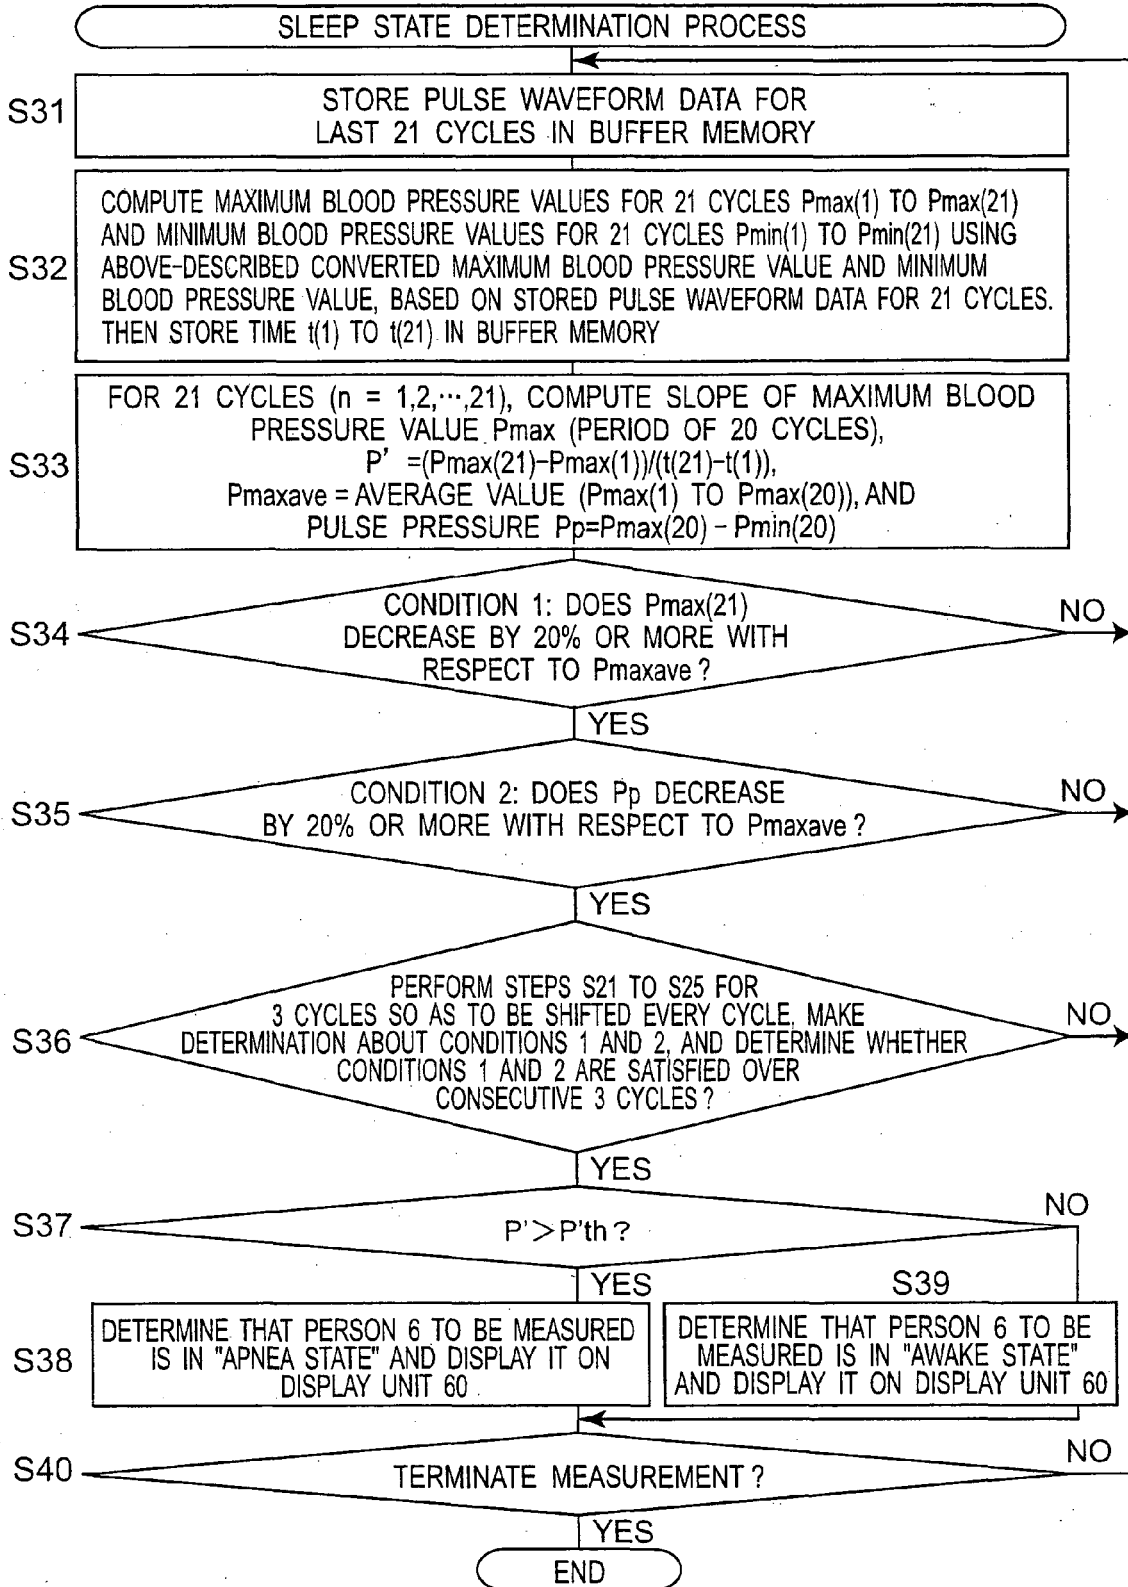 SLEEP STATE DETERMINATION PROCESS
S31
STORE PULSE WAVEFORM DATA FOR
LAST 21 CYCLES IN BUFFER MEMORY
S32
COMPUTE MAXIMUM BLOOD PRESSURE VALUES FOR 21 CYCLES Pmax(1) TO Pmax(21)
AND MINIMUM BLOOD PRESSURE VALUES FOR 21 CYCLES Pmin(1) TO Pmin(21) USING
ABOVE-DESCRIBED CONVERTED MAXIMUM BLOOD PRESSURE VALUE AND MINIMUM
BLOOD PRESSURE VALUE, BASED ON STORED PULSE WAVEFORM DATA FOR 21 CYCLES.
THEN STORE TIME t(1) TO t(21) IN BUFFER MEMORY
S33
FOR 21 CYCLES (n = 1,2,⋯,21), COMPUTE SLOPE OF MAXIMUM BLOOD
PRESSURE VALUE Pmax (PERIOD OF 20 CYCLES),
P' =(Pmax(21)-Pmax(1))/(t(21)-t(1)),
Pmaxave = AVERAGE VALUE (Pmax(1) TO Pmax(20)), AND
PULSE PRESSURE Pp=Pmax(20) - Pmin(20)
S34
CONDITION 1: DOES Pmax(21)
DECREASE BY 20% OR MORE WITH
RESPECT TO Pmaxave ?
NO
YES
S35
CONDITION 2: DOES Pp DECREASE
BY 20% OR MORE WITH RESPECT TO Pmaxave ?
NO
YES
S36
PERFORM STEPS S21 TO S25 FOR
3 CYCLES SO AS TO BE SHIFTED EVERY CYCLE, MAKE
DETERMINATION ABOUT CONDITIONS 1 AND 2, AND DETERMINE WHETHER
CONDITIONS 1 AND 2 ARE SATISFIED OVER
CONSECUTIVE 3 CYCLES ?
NO
YES
S37
P' > P'th ?
NO
YES
S39
S38
DETERMINE THAT PERSON 6 TO BE MEASURED
IS IN "APNEA STATE" AND DISPLAY IT ON
DISPLAY UNIT 60
DETERMINE THAT PERSON 6 TO BE
MEASURED IS IN "AWAKE STATE"
AND DISPLAY IT ON DISPLAY UNIT 60
S40
TERMINATE MEASUREMENT ?
NO
YES
END